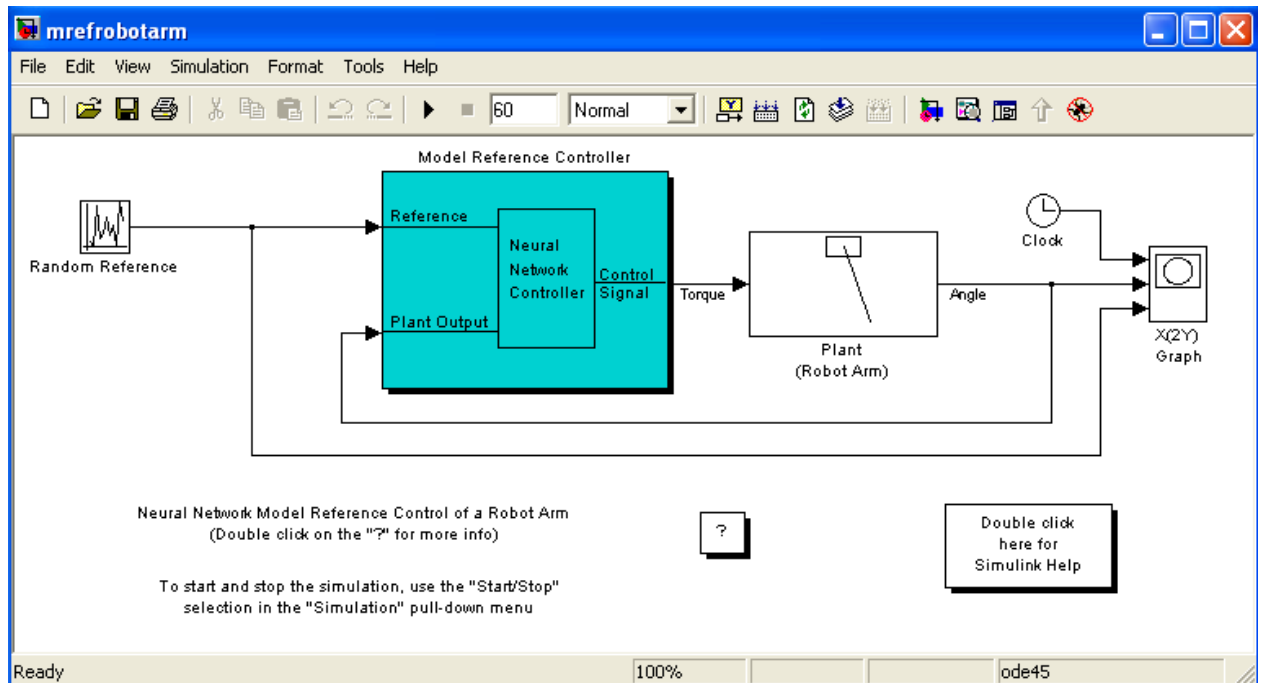 mrefrobotarm
File Edit View Simulation Format Tools Help
60 Normal
Model Reference Controller
Reference
Neural
Network
Controller
Control
Signal
Plant Output
Random Reference
Torque
Plant
(Robot Arm)
Angle
Clock
X(2Y)
Graph
Neural Network Model Reference Control of a Robot Arm
(Double click on the "?" for more info)
?
Double click
here for
Simulink Help
To start and stop the simulation, use the "Start/Stop"
selection in the "Simulation" pull-down menu
Ready 100% ode45